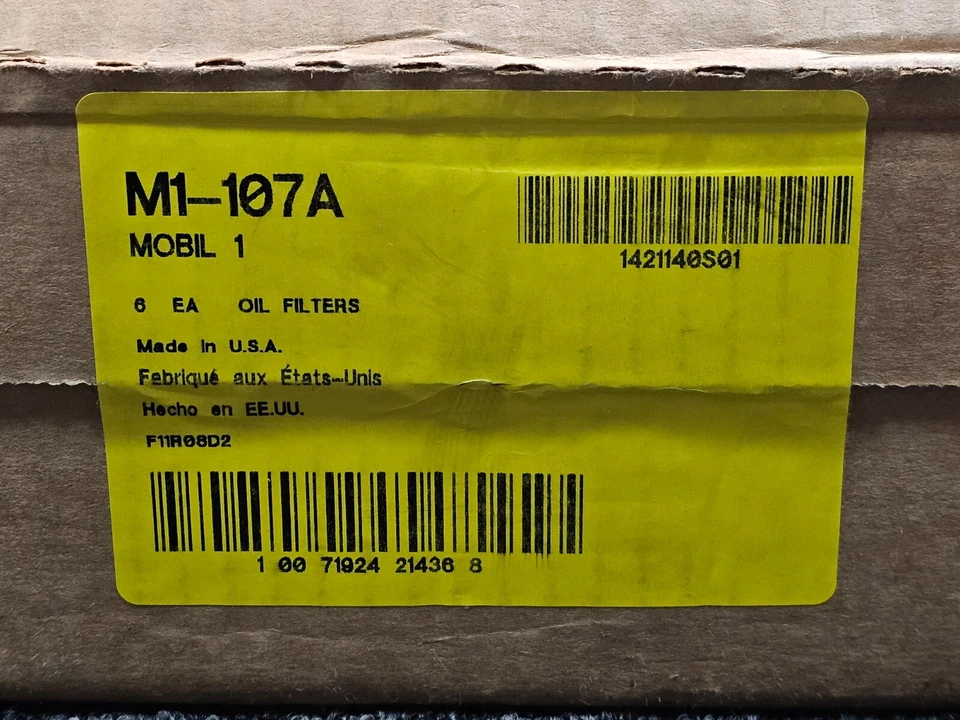 M1-107A
MOBIL 1
1421140S01
6 EA OIL FILTERS
Made in U.S.A.
Fabriqué aux États-Unis
Hecho en EE.UU.
F11R08D2
1 00 71924 21436 8